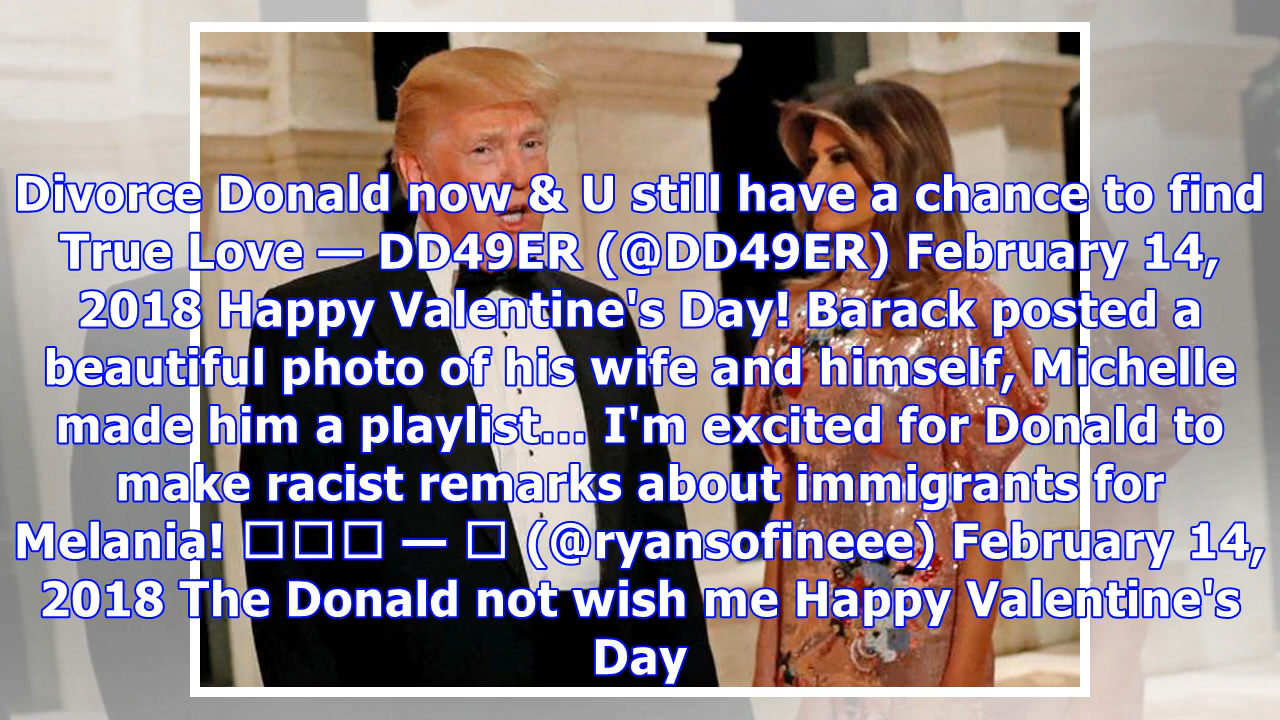 Divorce Donald now & U still have a chance to find
True Love — DD49ER (@DD49ER) February 14,
2018 Happy Valentine's Day! Barack posted a
beautiful photo of his wife and himself, Michelle
made him a playlist... I'm excited for Donald to
make racist remarks about immigrants for
Melania! □□□ — □ (@ryansofineee) February 14,
2018 The Donald not wish me Happy Valentine's
Day